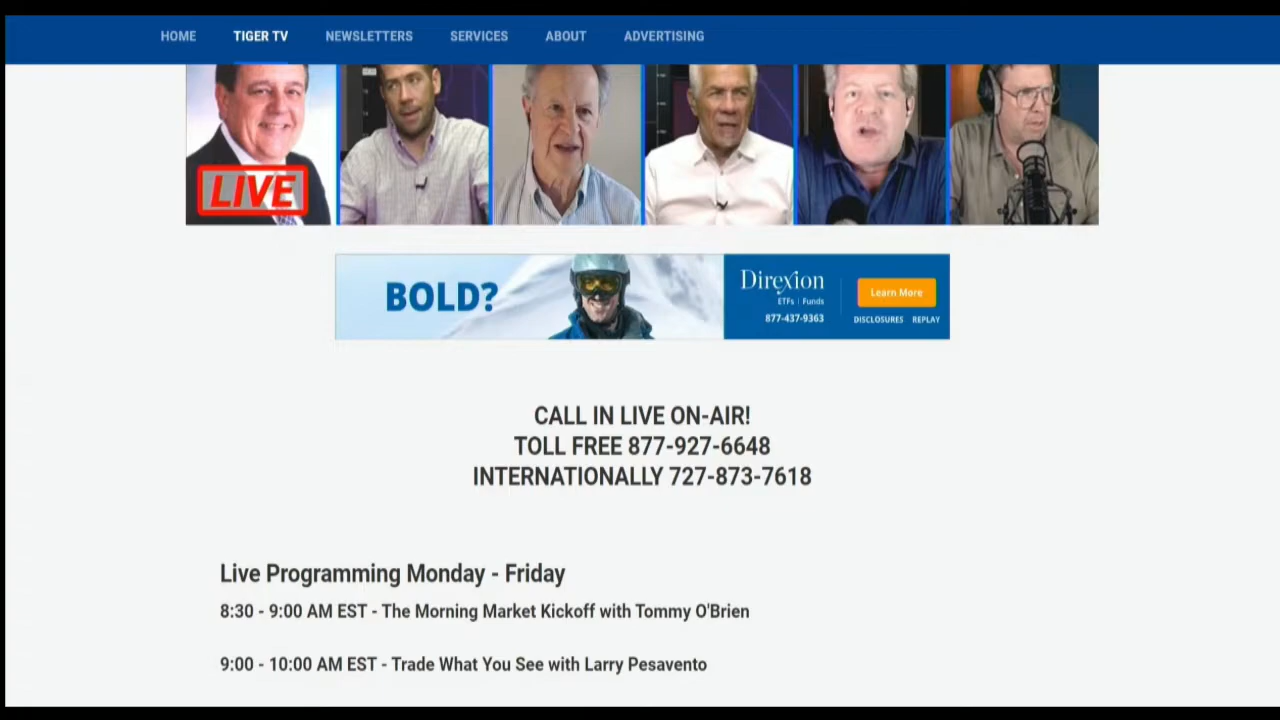 HOME TIGER TV NEWSLETTERS SERVICES ABOUT ADVERTISING
LIVE
BOLD?
Direxion
ETFs | Funds
877-437-9363
Learn More
DISCLOSURES REPLAY
CALL IN LIVE ON-AIR!
TOLL FREE 877-927-6648
INTERNATIONALLY 727-873-7618
Live Programming Monday - Friday
8:30 - 9:00 AM EST - The Morning Market Kickoff with Tommy O'Brien
9:00 - 10:00 AM EST - Trade What You See with Larry Pesavento